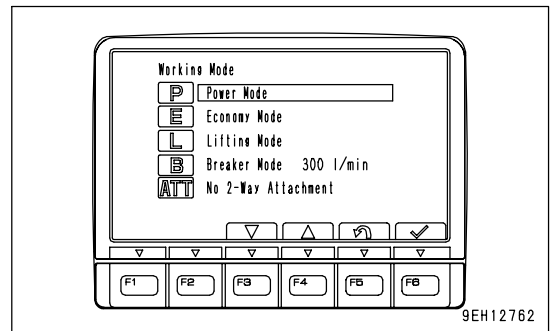 Working Mode
P Power Mode
E Economy Mode
L Lifting Mode
B Breaker Mode 300 l/min
ATT No 2-Way Attachment
F1 F2 F3 F4 F5 F6
9EH12762